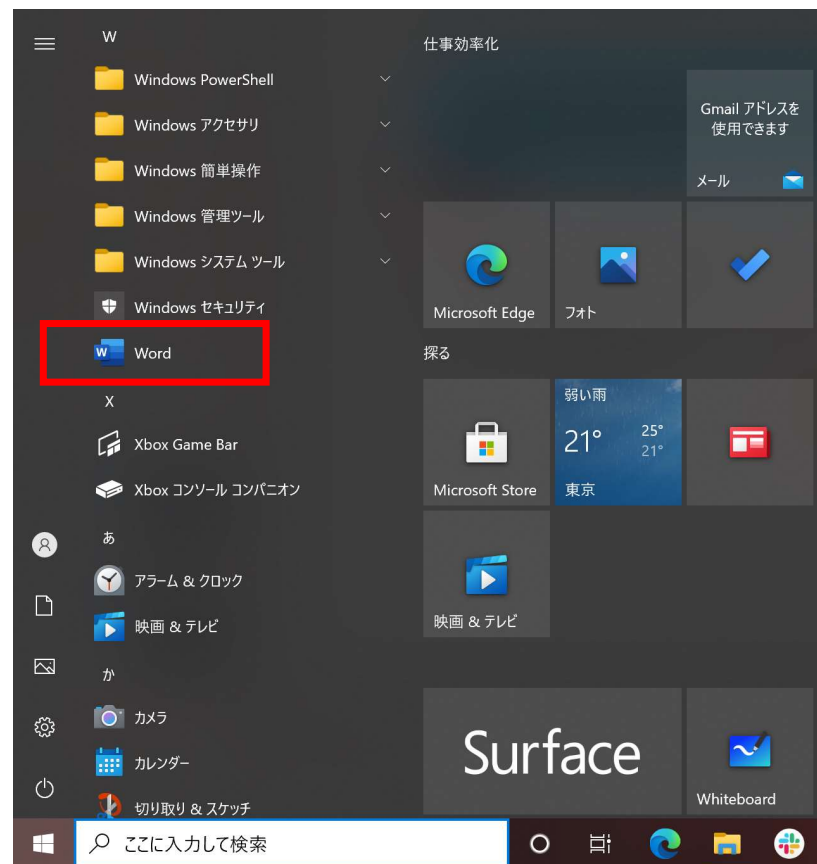 W
Windows PowerShell
Windows アクセサリ
Windows 簡単操作
Windows 管理ツール
Windows システム ツール
Windows セキュリティ
Word
X
Xbox Game Bar
Xbox コンソール コンパニオン
あ
アラーム & クロック
映画 & テレビ
か
カメラ
カレンダー
切り取り & スケッチ
仕事効率化
Gmail アドレスを
使用できます
メール
Microsoft Edge
フォト
探る
Microsoft Store
弱い雨
21° 25°
21°
東京
映画 & テレビ
Surface
Whiteboard
ここに入力して検索